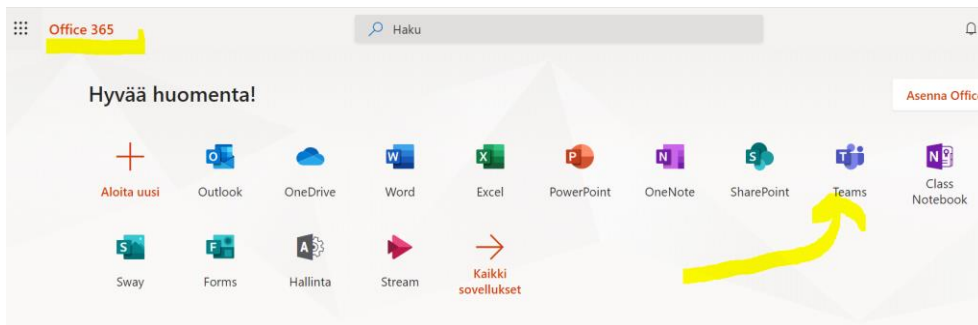 Office 365
Haku
Hyvää huomenta!
Asenna Office
Aloita uusi
Outlook
OneDrive
Word
Excel
PowerPoint
OneNote
SharePoint
Teams
Class
Notebook
Sway
Forms
Hallinta
Stream
Kaikki
sovellukset